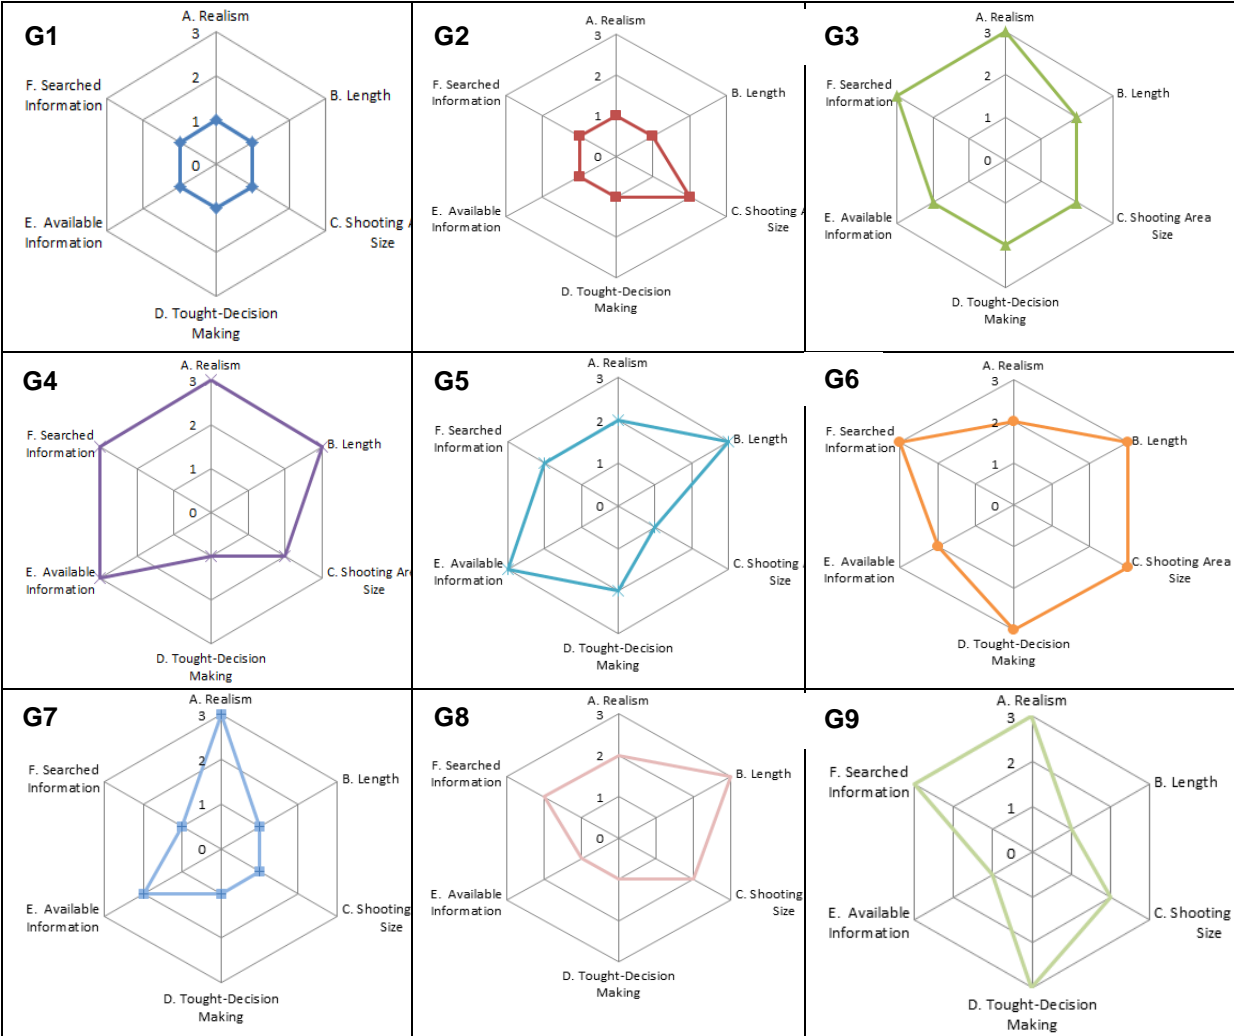 G1
A. Realism
3
2
1
0
B. Length
C. Shooting A
Size
D. Tought-Decision
Making
E. Available
Information
F. Searched
Information
G2
A. Realism
3
2
1
0
B. Length
C. Shooting A
Size
D. Tought-Decision
Making
E. Available
Information
F. Searched
Information
G3
A. Realism
3
2
1
0
B. Length
C. Shooting Area
Size
D. Tought-Decision
Making
E. Available
Information
F. Searched
Information
G4
A. Realism
3
2
1
0
B. Length
C. Shooting Are
Size
D. Tought-Decision
Making
E. Available
Information
F. Searched
Information
G5
A. Realism
3
2
1
0
B. Length
C. Shooting
Size
D. Tought-Decision
Making
E. Available
Information
F. Searched
Information
G6
A. Realism
3
2
1
0
B. Length
C. Shooting Area
Size
D. Tought-Decision
Making
E. Available
Information
F. Searched
Information
G7
A. Realism
3
2
1
0
B. Length
C. Shooting
Size
D. Tought-Decision
Making
E. Available
Information
F. Searched
Information
G8
A. Realism
3
2
1
0
B. Length
C. Shooting
Size
D. Tought-Decision
Making
E. Available
Information
F. Searched
Information
G9
A. Realism
3
2
1
0
B. Length
C. Shooting
Size
D. Tought-Decision
Making
E. Available
Information
F. Searched
Information